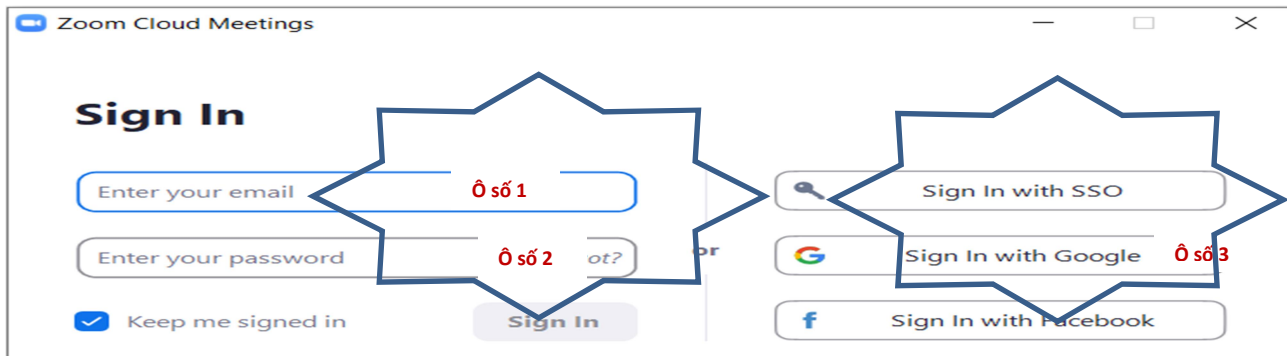 Zoom Cloud Meetings
Sign In
Enter your email Ô số 1
Enter your password Ô số 2 ot?
Keep me signed in Sign In
or
Sign In with SSO
Sign In with Google Ô số 3
Sign In with Facebook